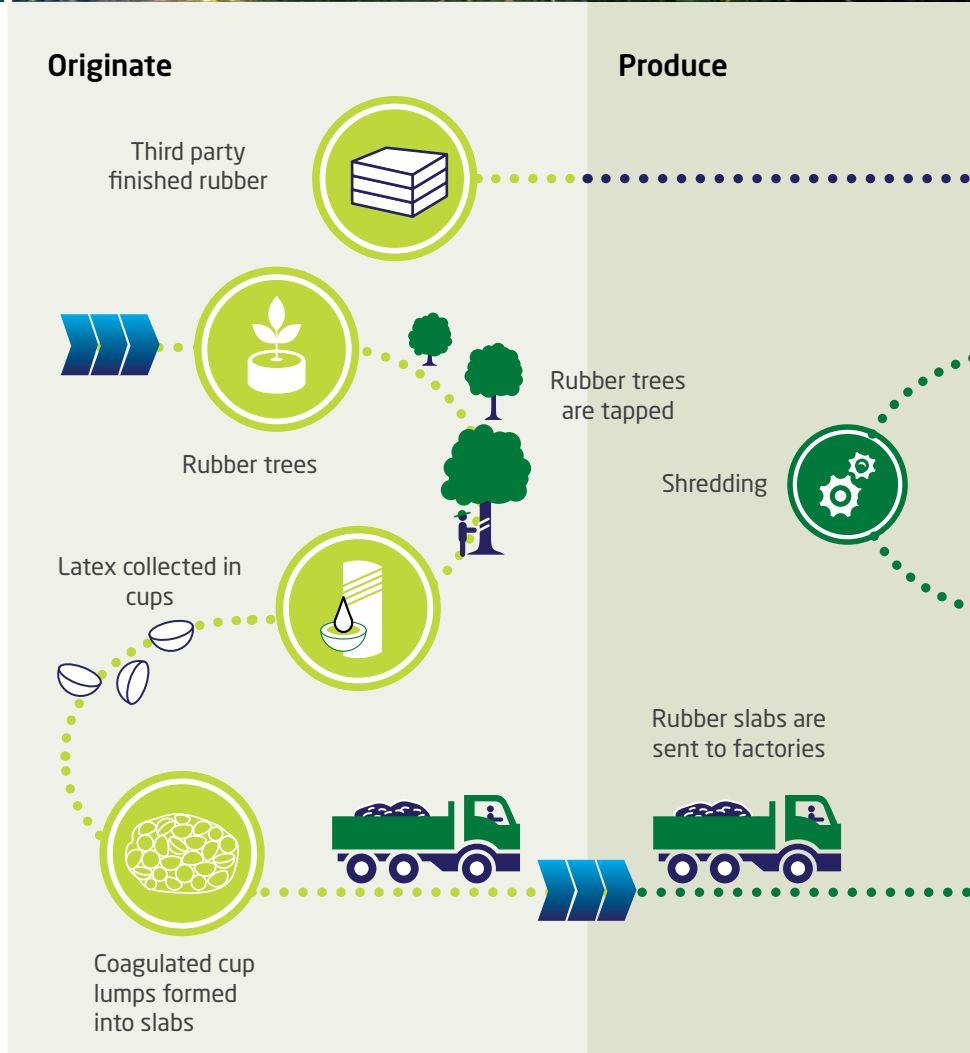 Originate
Produce
Third party
finished rubber
Rubber trees
are tapped
Rubber trees
Shredding
Latex collected in
cups
Rubber slabs are
sent to factories
Coagulated cup
lumps formed
into slabs